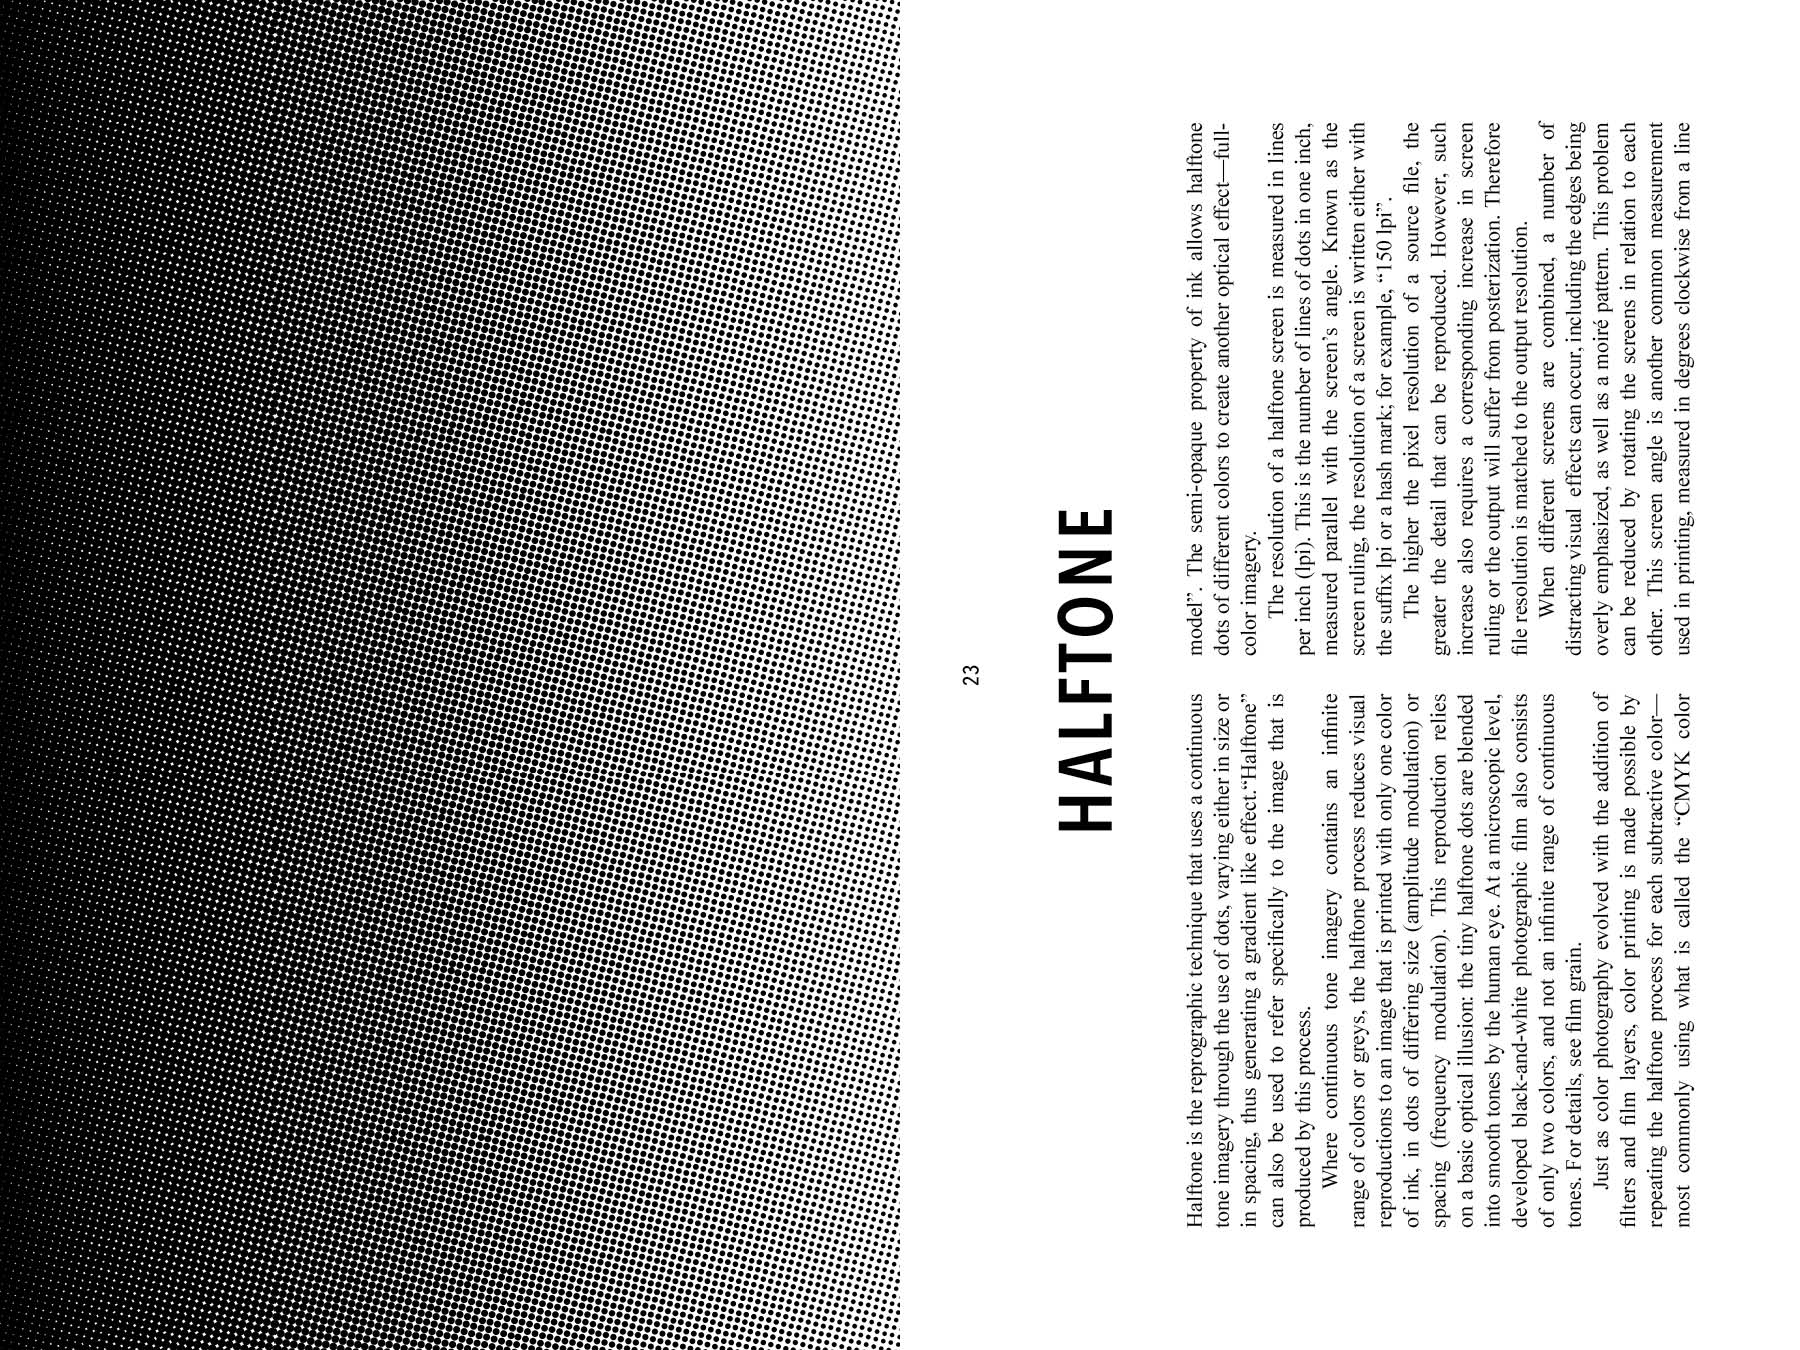 23
HALFTONE
Halftone is the reprographic technique that uses a continuous
tone imagery through the use of dots, varying either in size or
in spacing, thus generating a gradient like effect.“Halftone”
can also be used to refer specifically to the image that is
produced by this process.
Where continuous tone imagery contains an infinite
range of colors or greys, the halftone process reduces visual
reproductions to an image that is printed with only one color
of ink, in dots of differing size (amplitude modulation) or
spacing (frequency modulation). This reproduction relies
on a basic optical illusion: the tiny halftone dots are blended
into smooth tones by the human eye. At a microscopic level,
developed black-and-white photographic film also consists
of only two colors, and not an infinite range of continuous
tones. For details, see film grain.
Just as color photography evolved with the addition of
filters and film layers, color printing is made possible by
repeating the halftone process for each subtractive color—
most commonly using what is called the “CMYK color
model”. The semi-opaque property of ink allows halftone
dots of different colors to create another optical effect—full-
color imagery.
The resolution of a halftone screen is measured in lines
per inch (lpi). This is the number of lines of dots in one inch,
measured parallel with the screen’s angle. Known as the
screen ruling, the resolution of a screen is written either with
the suffix lpi or a hash mark; for example, “150 lpi”.
The higher the pixel resolution of a source file, the
greater the detail that can be reproduced. However, such
increase also requires a corresponding increase in screen
ruling or the output will suffer from posterization. Therefore
file resolution is matched to the output resolution.
When different screens are combined, a number of
distracting visual effects can occur, including the edges being
overly emphasized, as well as a moiré pattern. This problem
can be reduced by rotating the screens in relation to each
other. This screen angle is another common measurement
used in printing, measured in degrees clockwise from a line